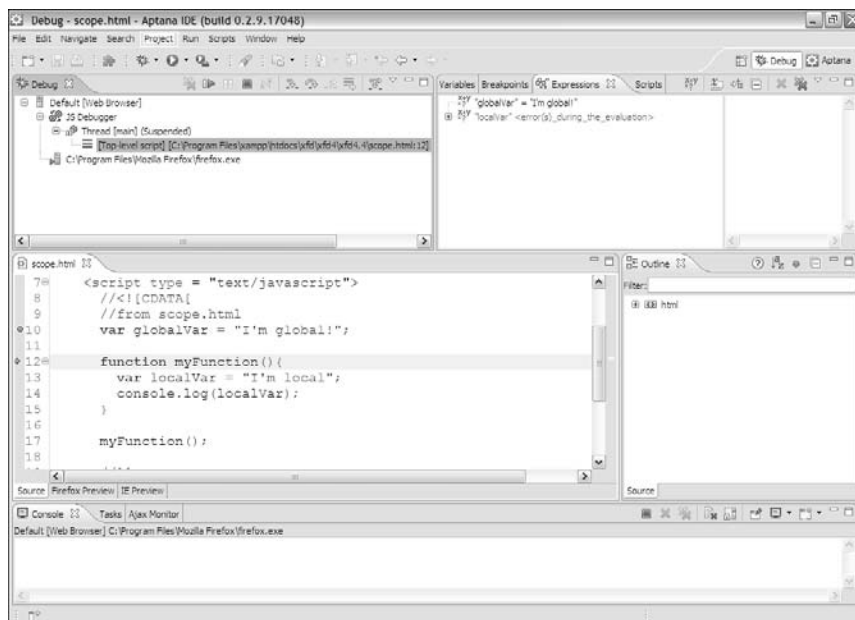 Debug - scope.html - Aptana IDE (build 0.2.9.17048)
File Edit Navigate Search Project Run Scripts Window Help
Debug Aptana
Debug
Default [Web Browser]
JS Debugger
Thread [main] (Suspended)
[Top-level script] [C:\Program Files\xampp\htdocs\xfd\xfd4\xfd4.4\scope.html:12]
C:\Program Files\Mozilla Firefox\firefox.exe
Variables Breakpoints Expressions Scripts
"globalVar" = "I'm global!"
"localVar" <error(s)_during_the_evaluation>
scope.html
7 <script type = "text/javascript">
8 //<![CDATA[
9 //from scope.html
10 var globalVar = "I'm global!";
11
12 function myFunction(){
13 var localVar = "I'm local";
14 console.log(localVar);
15 }
16
17 myFunction();
18
Source Firefox Preview IE Preview
Outline
Filter:
html
Source
Console Tasks Ajax Monitor
Default [Web Browser] C:\Program Files\Mozilla Firefox\firefox.exe